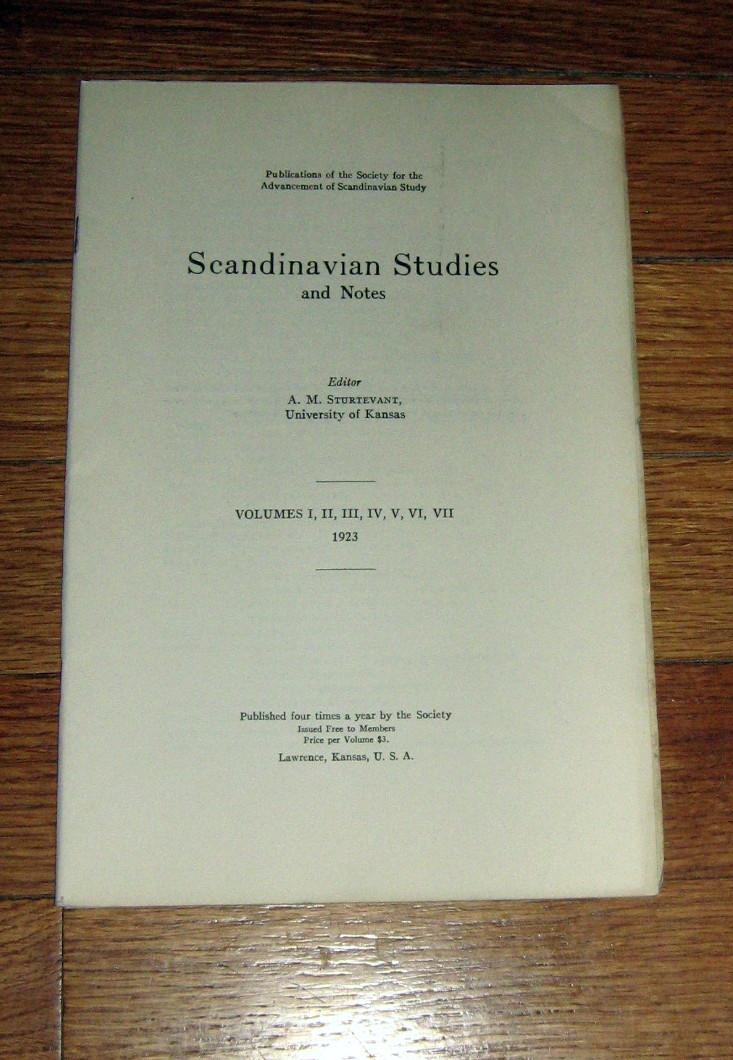 Publications of the Society for the
Advancement of Scandinavian Study
Scandinavian Studies
and Notes
Editor
A. M. STURTEVANT,
University of Kansas
VOLUMES I, II, III, IV, V, VI, VII
1923
Published four times a year by the Society
Issued Free to Members
Price per Volume $3.
Lawrence, Kansas, U. S. A.